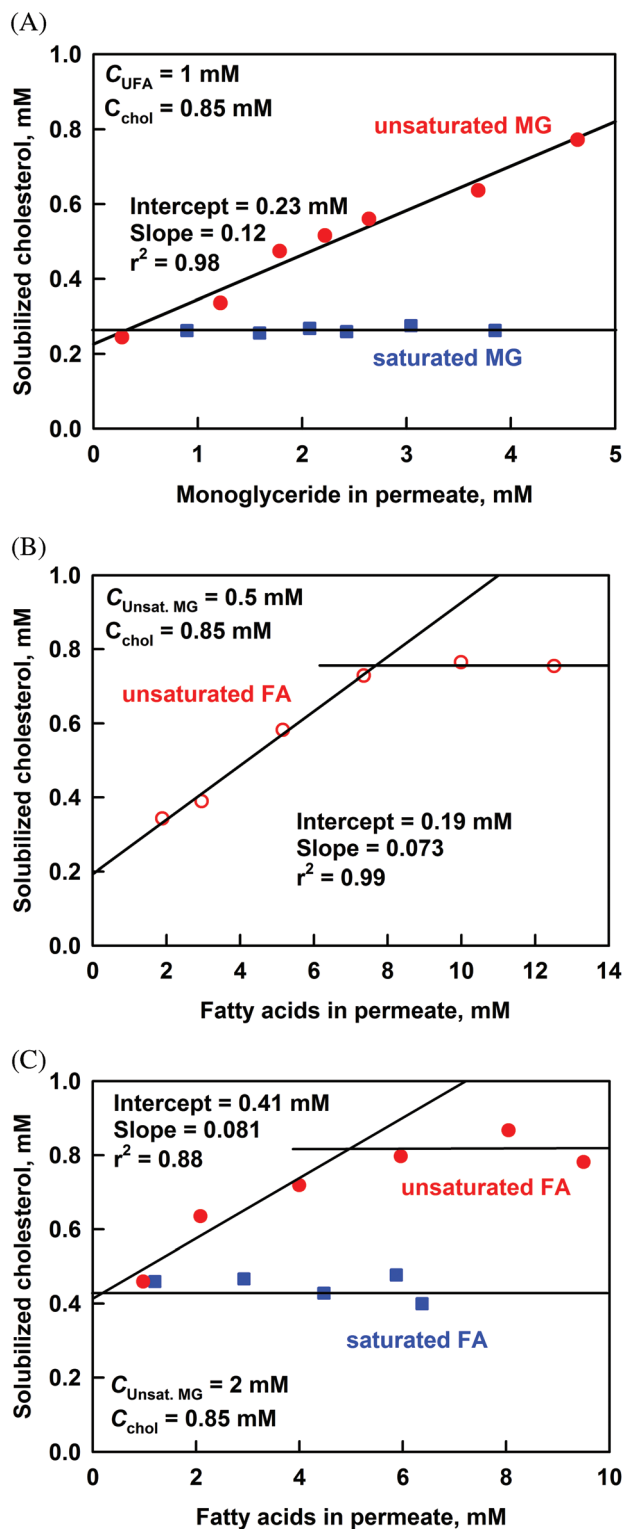 (A)
1.0
0.8
0.6
0.4
0.2
0.0
Solubilized cholesterol, mM
C_UFA = 1 mM
C_chol = 0.85 mM
unsaturated MG
Intercept = 0.23 mM
Slope = 0.12
r² = 0.98
saturated MG
0 1 2 3 4 5
Monoglyceride in permeate, mM
(B)
1.0
0.8
0.6
0.4
0.2
0.0
Solubilized cholesterol, mM
C_Unsat. MG = 0.5 mM
C_chol = 0.85 mM
unsaturated FA
Intercept = 0.19 mM
Slope = 0.073
r² = 0.99
0 2 4 6 8 10 12 14
Fatty acids in permeate, mM
(C)
1.0
0.8
0.6
0.4
0.2
0.0
Solubilized cholesterol, mM
Intercept = 0.41 mM
Slope = 0.081
r² = 0.88
unsaturated FA
saturated FA
C_Unsat. MG = 2 mM
C_chol = 0.85 mM
0 2 4 6 8 10
Fatty acids in permeate, mM